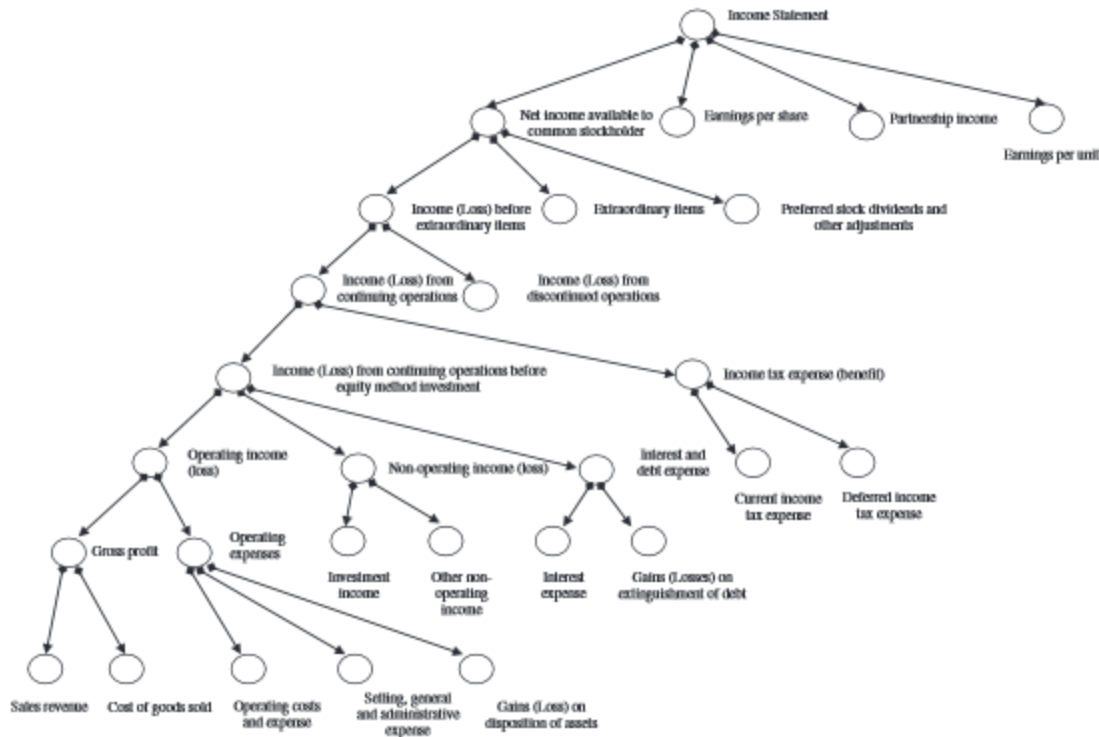 Income Statement
Net income available to
common stockholder
Earnings per share
Partnership income
Earnings per unit
Income (Loss) before
extraordinary items
Extraordinary items
Preferred stock dividends and
other adjustments
Income (Loss) from
continuing operations
Income (Loss) from
discontinued operations
Income (Loss) from continuing operations before
equity method investment
Income tax expense (benefit)
Operating income
(loss)
Non-operating income (loss)
Interest and
debt expense
Current income
tax expense
Deferred income
tax expense
Gross profit
Operating
expenses
Investment
income
Other non-
operating
income
Interest
expense
Gains (Losses) on
extinguishment of debt
Sales revenue
Cost of goods sold
Operating costs
and expense
Selling, general
and administrative
expense
Gains (Loss) on
disposition of assets